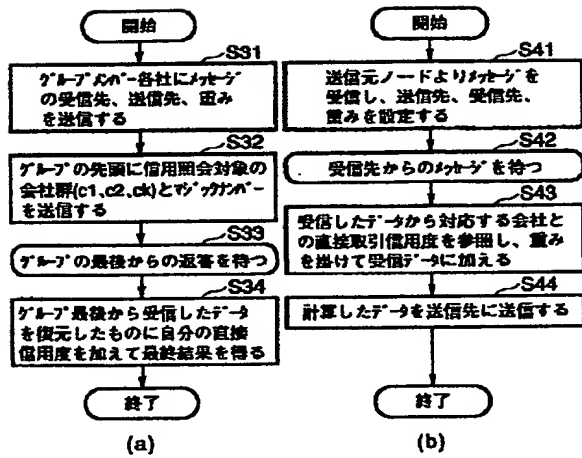 開始
S31
グループメンバー各社にメッセージ
の受信先、送信先、重み
を送信する
S32
グループの先頭に信用照会対象の
会社群(c1、c2、ck)とマジックナンバー
を送信する
S33
グループの最後からの返答を待つ
S34
グループ最後から受信したデータ
を復元したものに自分の直接
信用度を加えて最終結果を得る
終了
(a)
開始
S41
送信元ノードよりメッセージを
受信し、送信先、受信先、
重みを設定する
S42
受信先からのメッセージを待つ
S43
受信したデータから対応する会社と
の直接取引信用度を参照し、重み
を掛けて受信データに加える
S44
計算したデータを送信先に送信する
終了
(b)